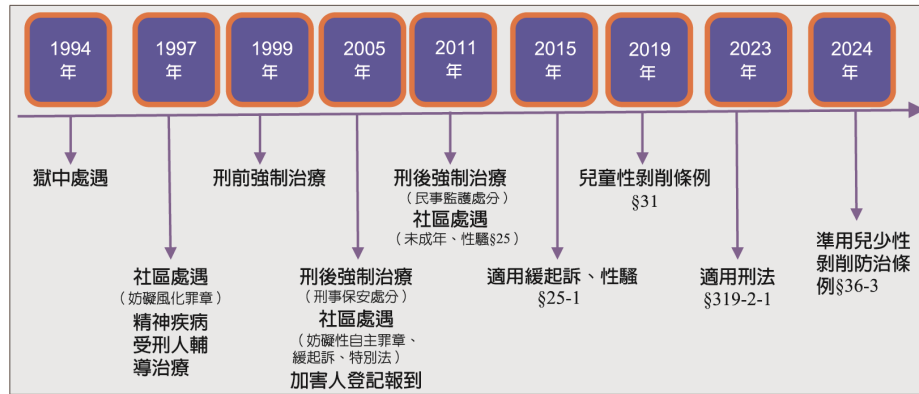 1994
年
1997
年
1999
年
2005
年
2011
年
2015
年
2019
年
2023
年
2024
年
獄中處遇
社區處遇
（妨礙風化罪章）
精神疾病
受刑人輔
導治療
刑前強制治療
刑後強制治療
（刑事保安處分）
社區處遇
（妨礙性自主罪章、
緩起訴、特別法）
加害人登記報到
刑後強制治療
（民事監護處分）
社區處遇
（未成年、性騷§25）
適用緩起訴、性騷
§25-1
兒童性剝削條例
§31
適用刑法
§319-2-1
準用兒少性
剝削防治條
例§36-3